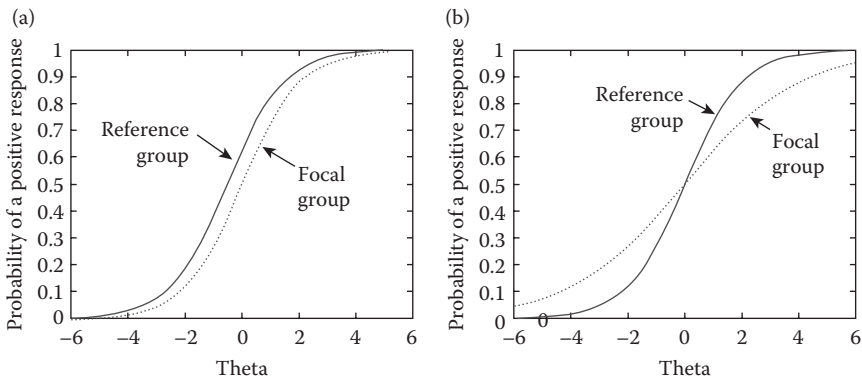 (a)
Probability of a positive response
1
0.9
0.8
0.7
0.6
0.5
0.4
0.3
0.2
0.1
0
−6 −4 −2 0 2 4 6
Theta
Reference
group
Focal
group
(b)
Probability of a positive response
1
0.9
0.8
0.7
0.6
0.5
0.4
0.3
0.2
0.1
0
0
−6 −4 −2 0 2 4 6
Theta
Reference
group
Focal
group